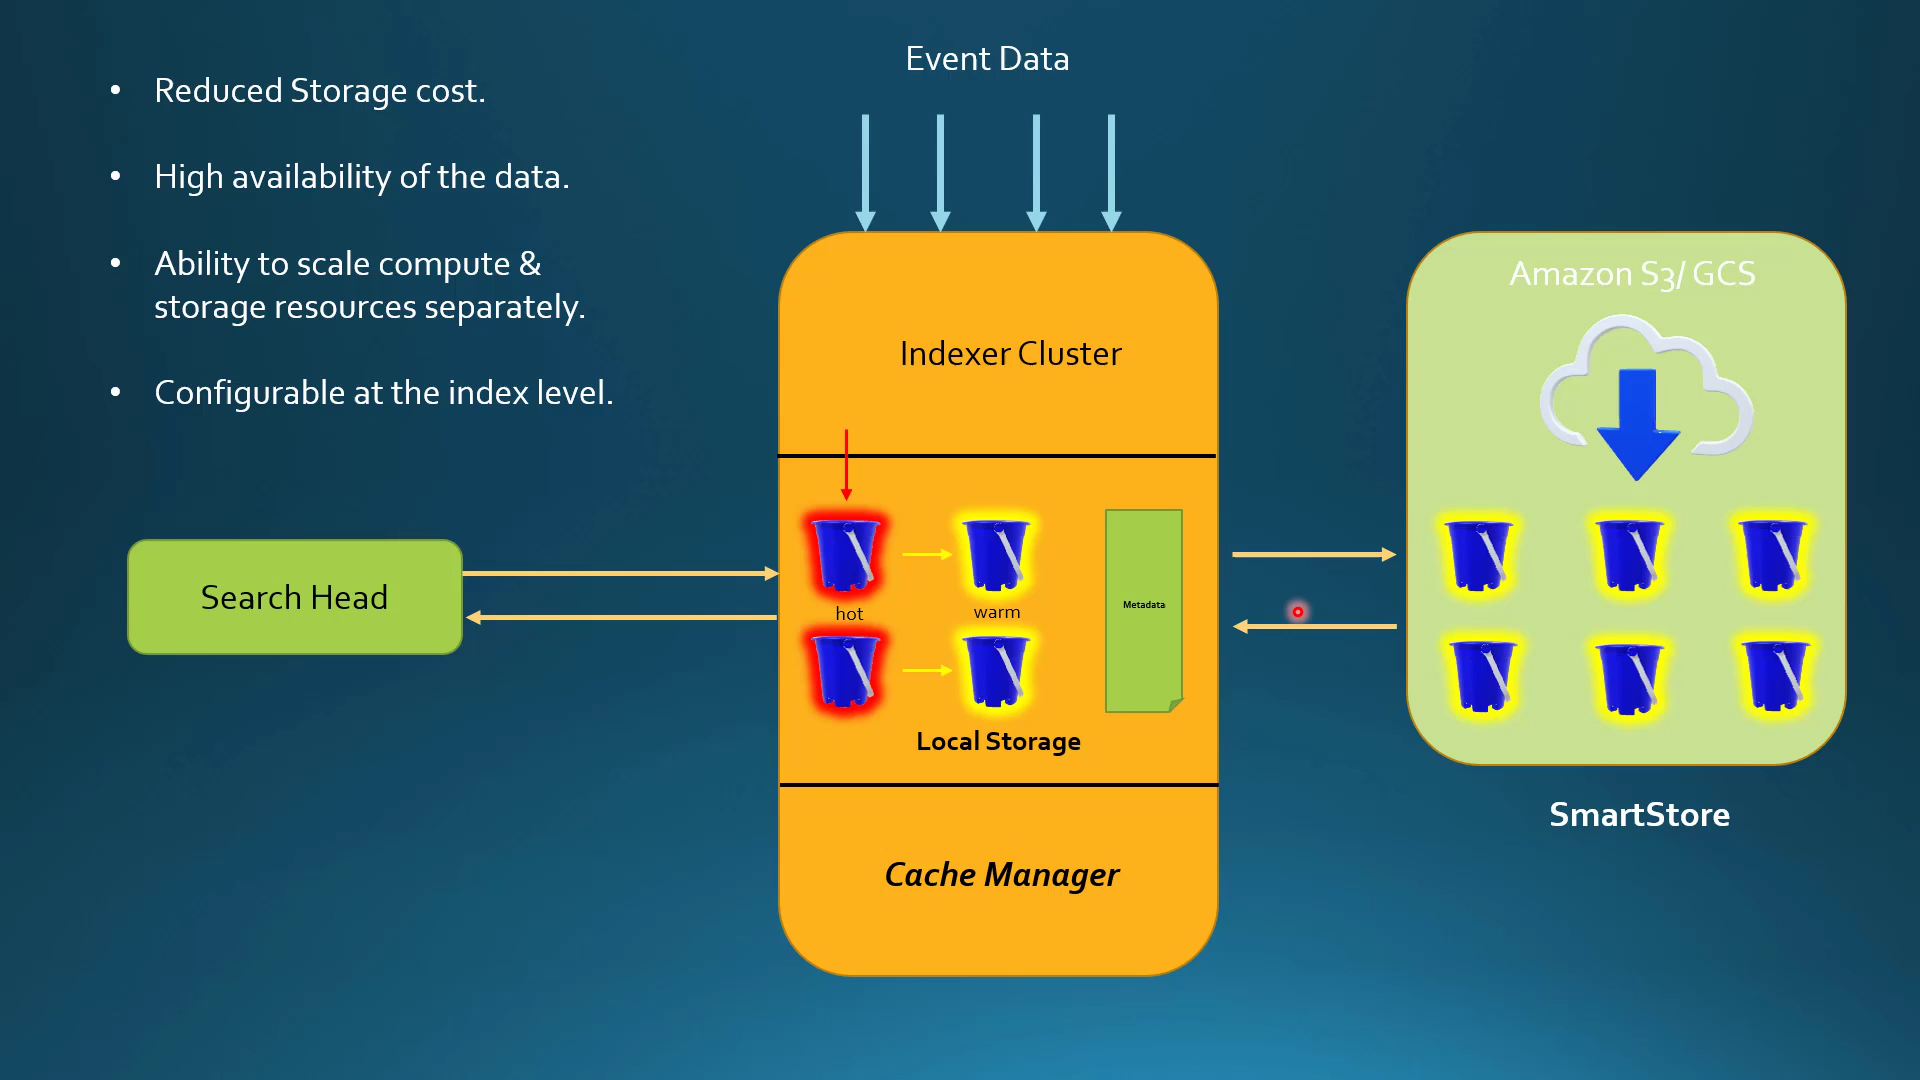 Event Data
• Reduced Storage cost.
• High availability of the data.
• Ability to scale compute &
storage resources separately.
• Configurable at the index level.
Amazon S3/ GCS
Indexer Cluster
Search Head
Metadata
hot
warm
Local Storage
SmartStore
Cache Manager